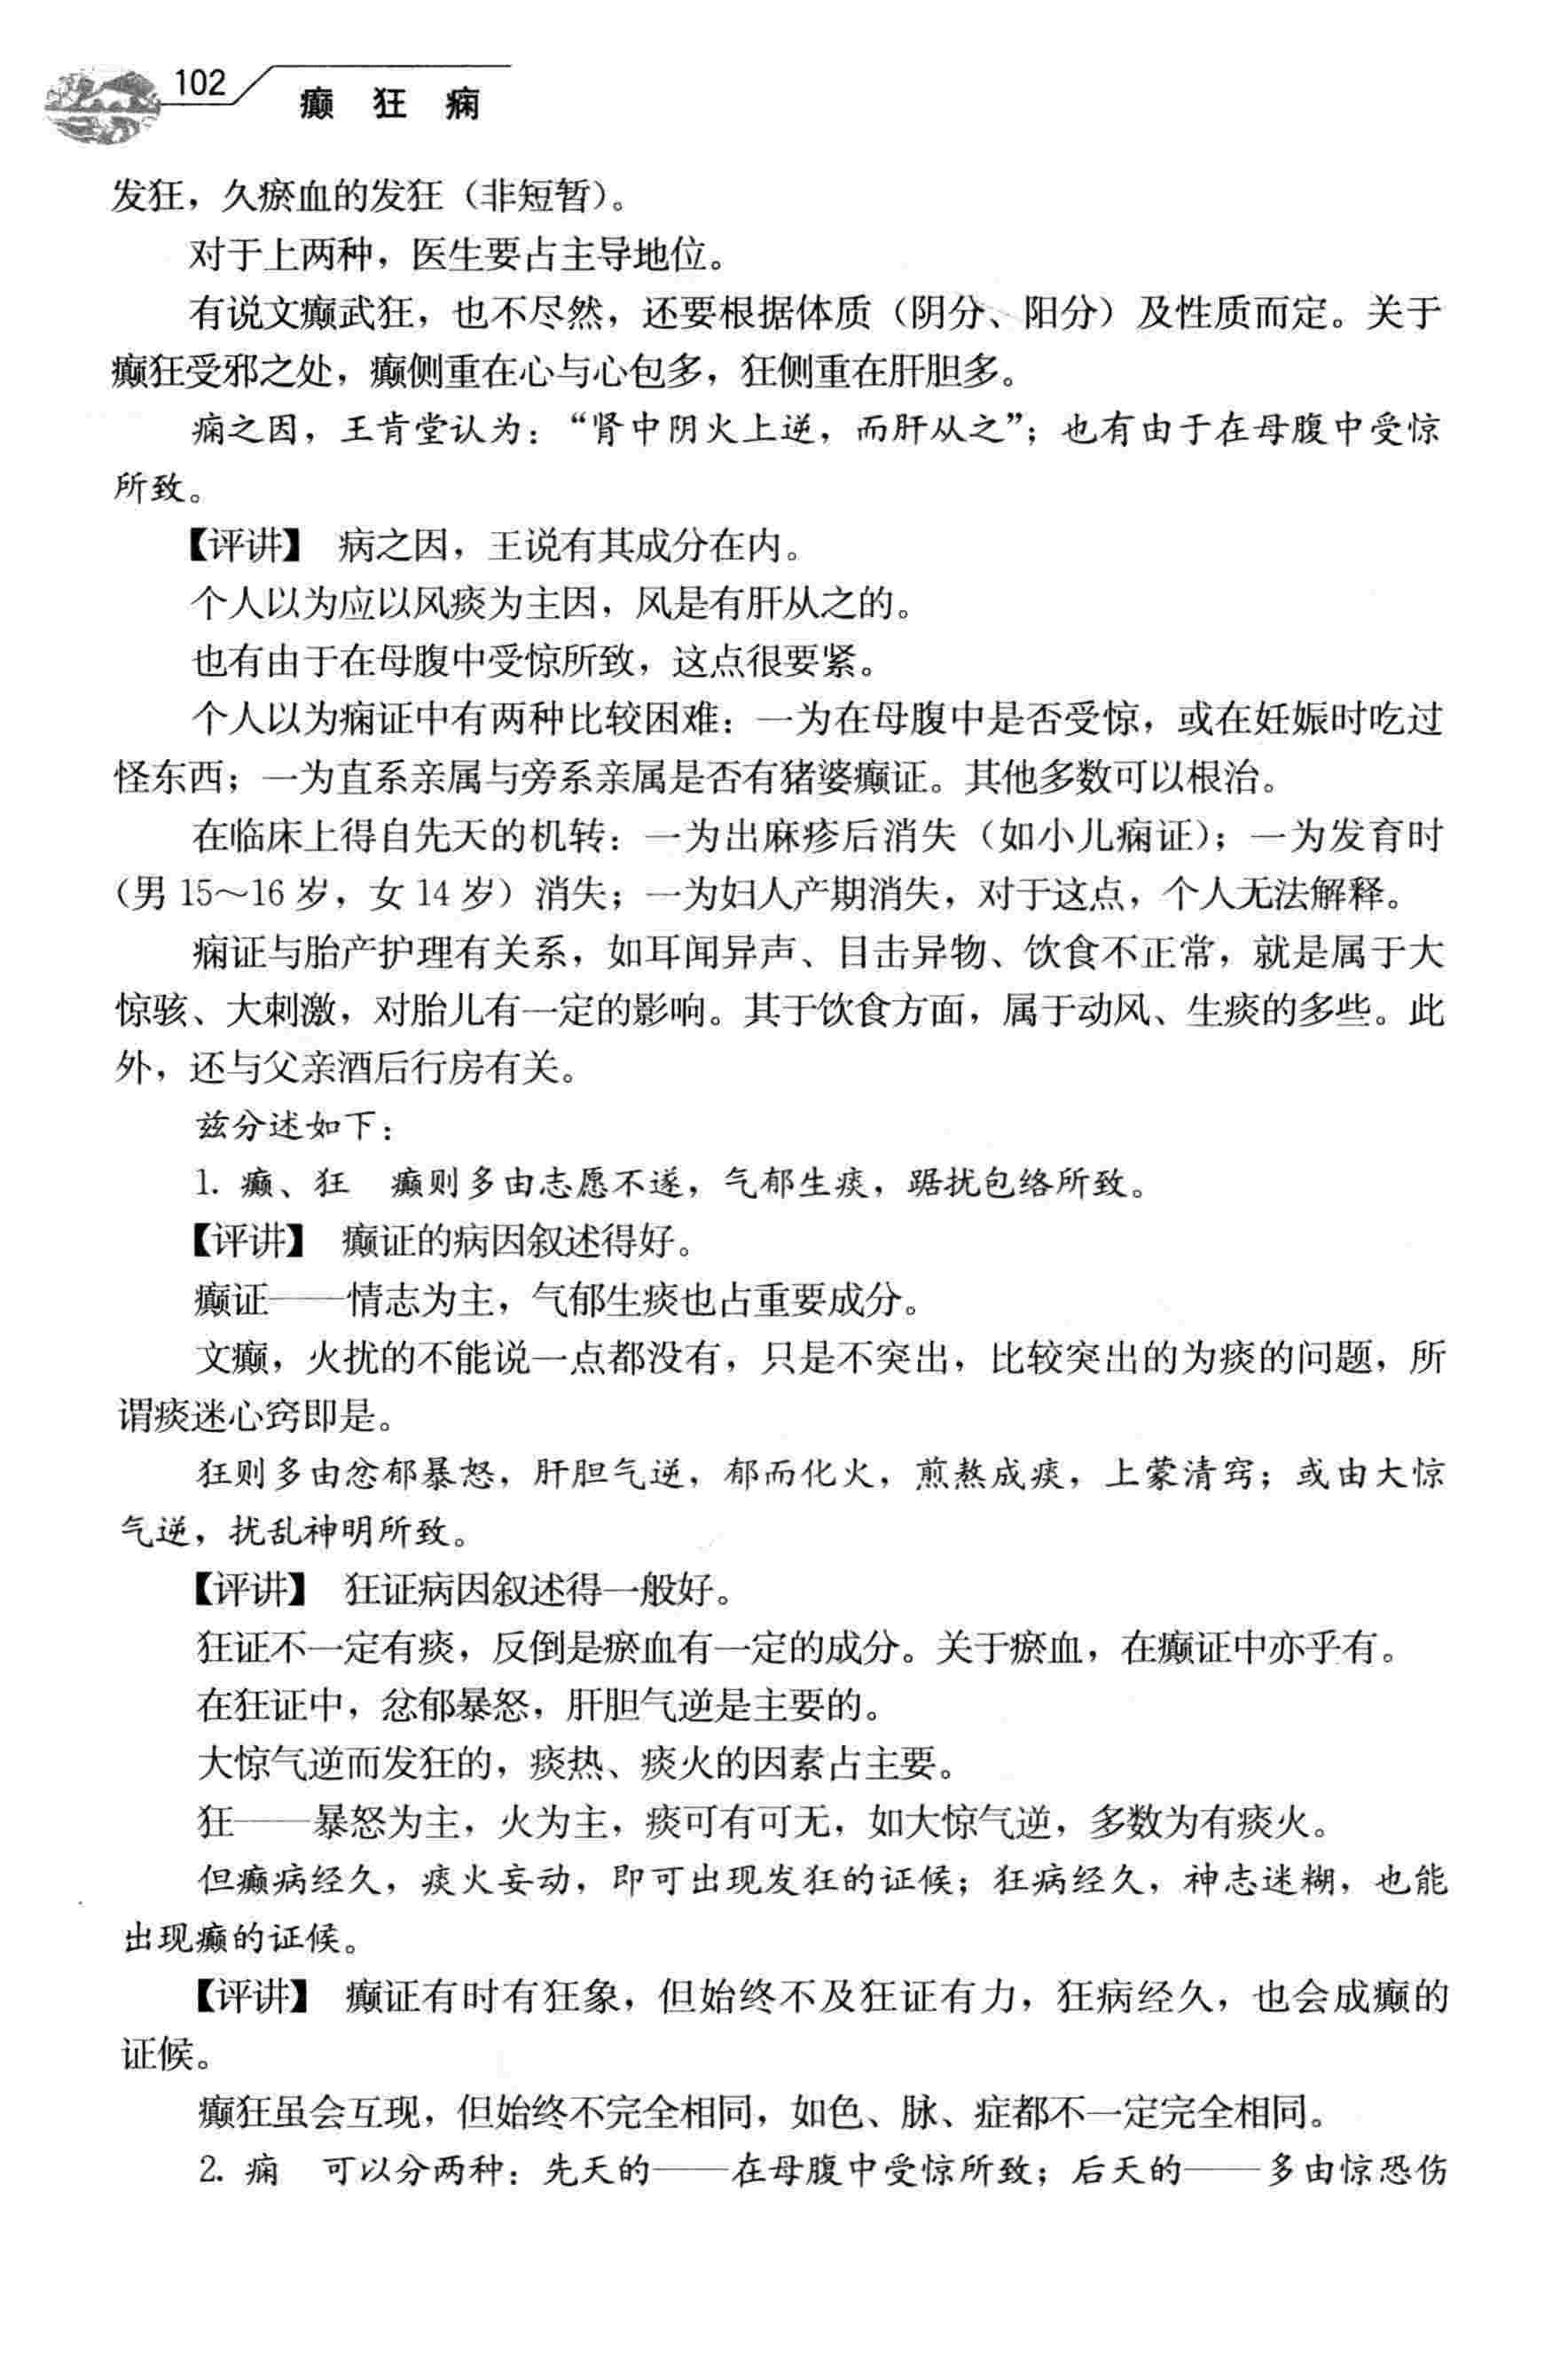 102
癫 狂 痫
发狂，久瘀血的发狂（非短暂）。
对于上两种，医生要占主导地位。
有说文癫武狂，也不尽然，还要根据体质（阴分、阳分）及性质而定。关于
癫狂受邪之处，癫侧重在心与心包多，狂侧重在肝胆多。
痫之因，王肯堂认为：“肾中阴火上逆，而肝从之”；也有由于在母腹中受惊
所致。
【评讲】 病之因，王说有其成分在内。
个人以为应以风痰为主因，风是有肝从之的。
也有由于在母腹中受惊所致，这点很要紧。
个人以为痫证中有两种比较困难：一为在母腹中是否受惊，或在妊娠时吃过
怪东西；一为直系亲属与旁系亲属是否有猪婆癫证。其他多数可以根治。
在临床上得自先天的机转：一为出麻疹后消失（如小儿痫证）；一为发育时
（男 15～16 岁，女 14 岁）消失；一为妇人产期消失，对于这点，个人无法解释。
痫证与胎产护理有关系，如耳闻异声、目击异物、饮食不正常，就是属于大
惊骇、大刺激，对胎儿有一定的影响。其于饮食方面，属于动风、生痰的多些。此
外，还与父亲酒后行房有关。
兹分述如下：
1. 癫、狂 癫则多由志愿不遂，气郁生痰，踞扰包络所致。
【评讲】 癫证的病因叙述得好。
癫证——情志为主，气郁生痰也占重要成分。
文癫，火扰的不能说一点都没有，只是不突出，比较突出的为痰的问题，所
谓痰迷心窍即是。
狂则多由忿郁暴怒，肝胆气逆，郁而化火，煎熬成痰，上蒙清窍；或由大惊
气逆，扰乱神明所致。
【评讲】 狂证病因叙述得一般好。
狂证不一定有痰，反倒是瘀血有一定的成分。关于瘀血，在癫证中亦乎有。
在狂证中，忿郁暴怒，肝胆气逆是主要的。
大惊气逆而发狂的，痰热、痰火的因素占主要。
狂——暴怒为主，火为主，痰可有可无，如大惊气逆，多数为有痰火。
但癫病经久，痰火妄动，即可出现发狂的证候；狂病经久，神志迷糊，也能
出现癫的证候。
【评讲】 癫证有时有狂象，但始终不及狂证有力，狂病经久，也会成癫的
证候。
癫狂虽会互现，但始终不完全相同，如色、脉、症都不一定完全相同。
2. 痫 可以分两种：先天的——在母腹中受惊所致；后天的——多由惊恐伤